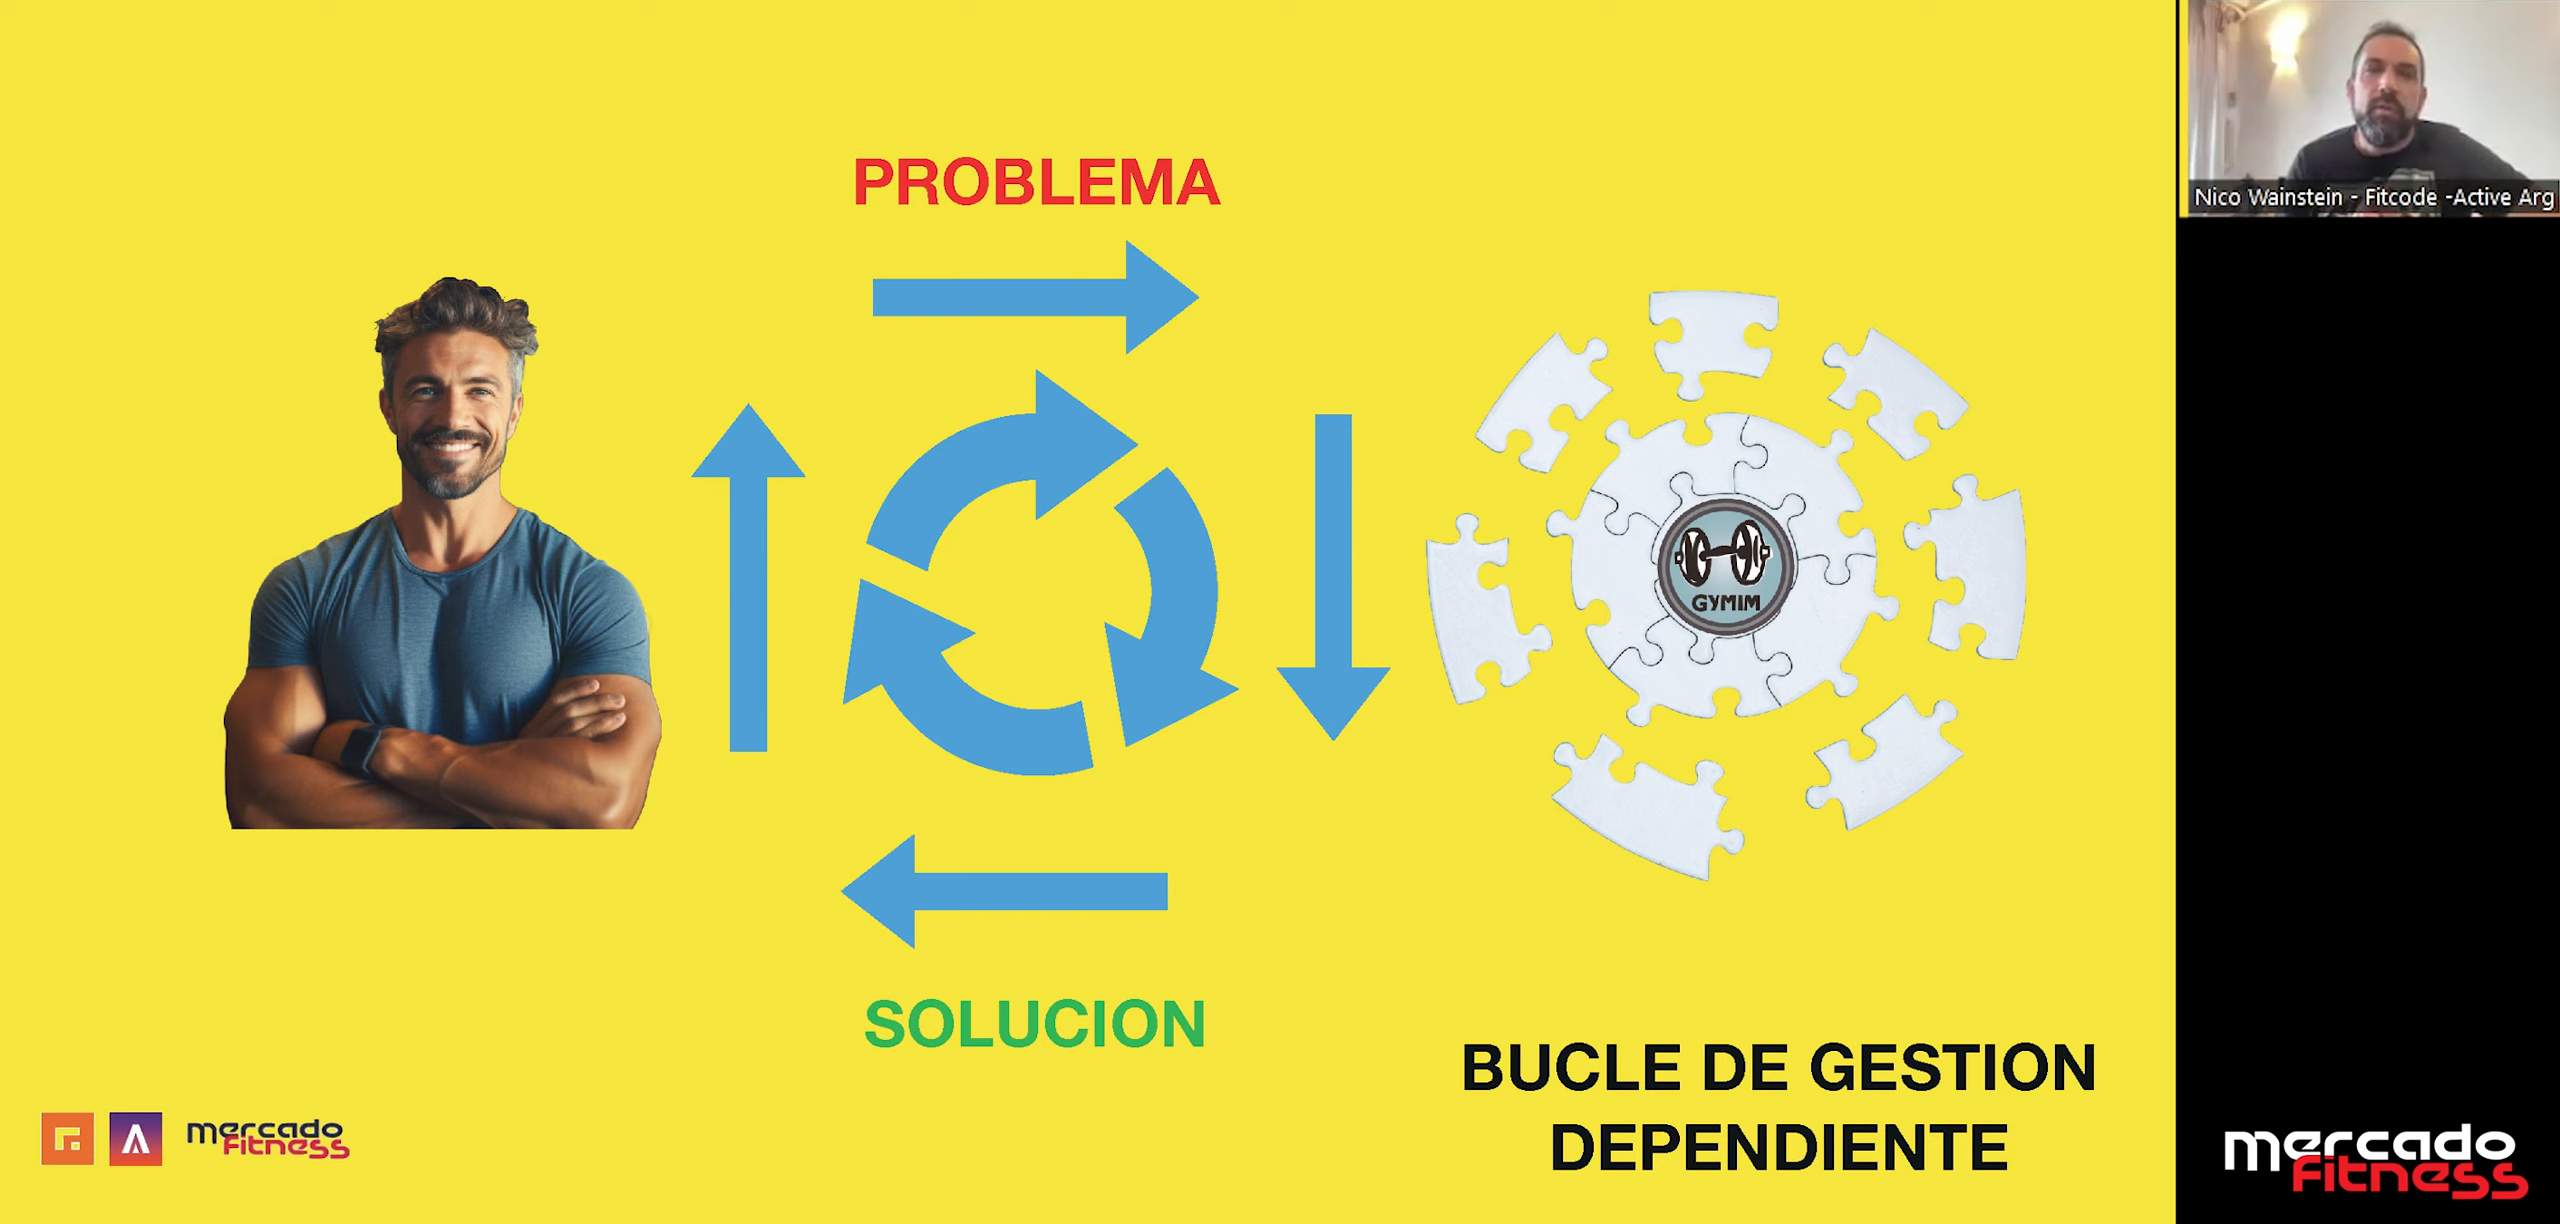 PROBLEMA
Nico Wainstein - Fitcode -Active Arg
GYMIM
SOLUCION
BUCLE DE GESTION
DEPENDIENTE
mercado
fitness
mercado
fitness